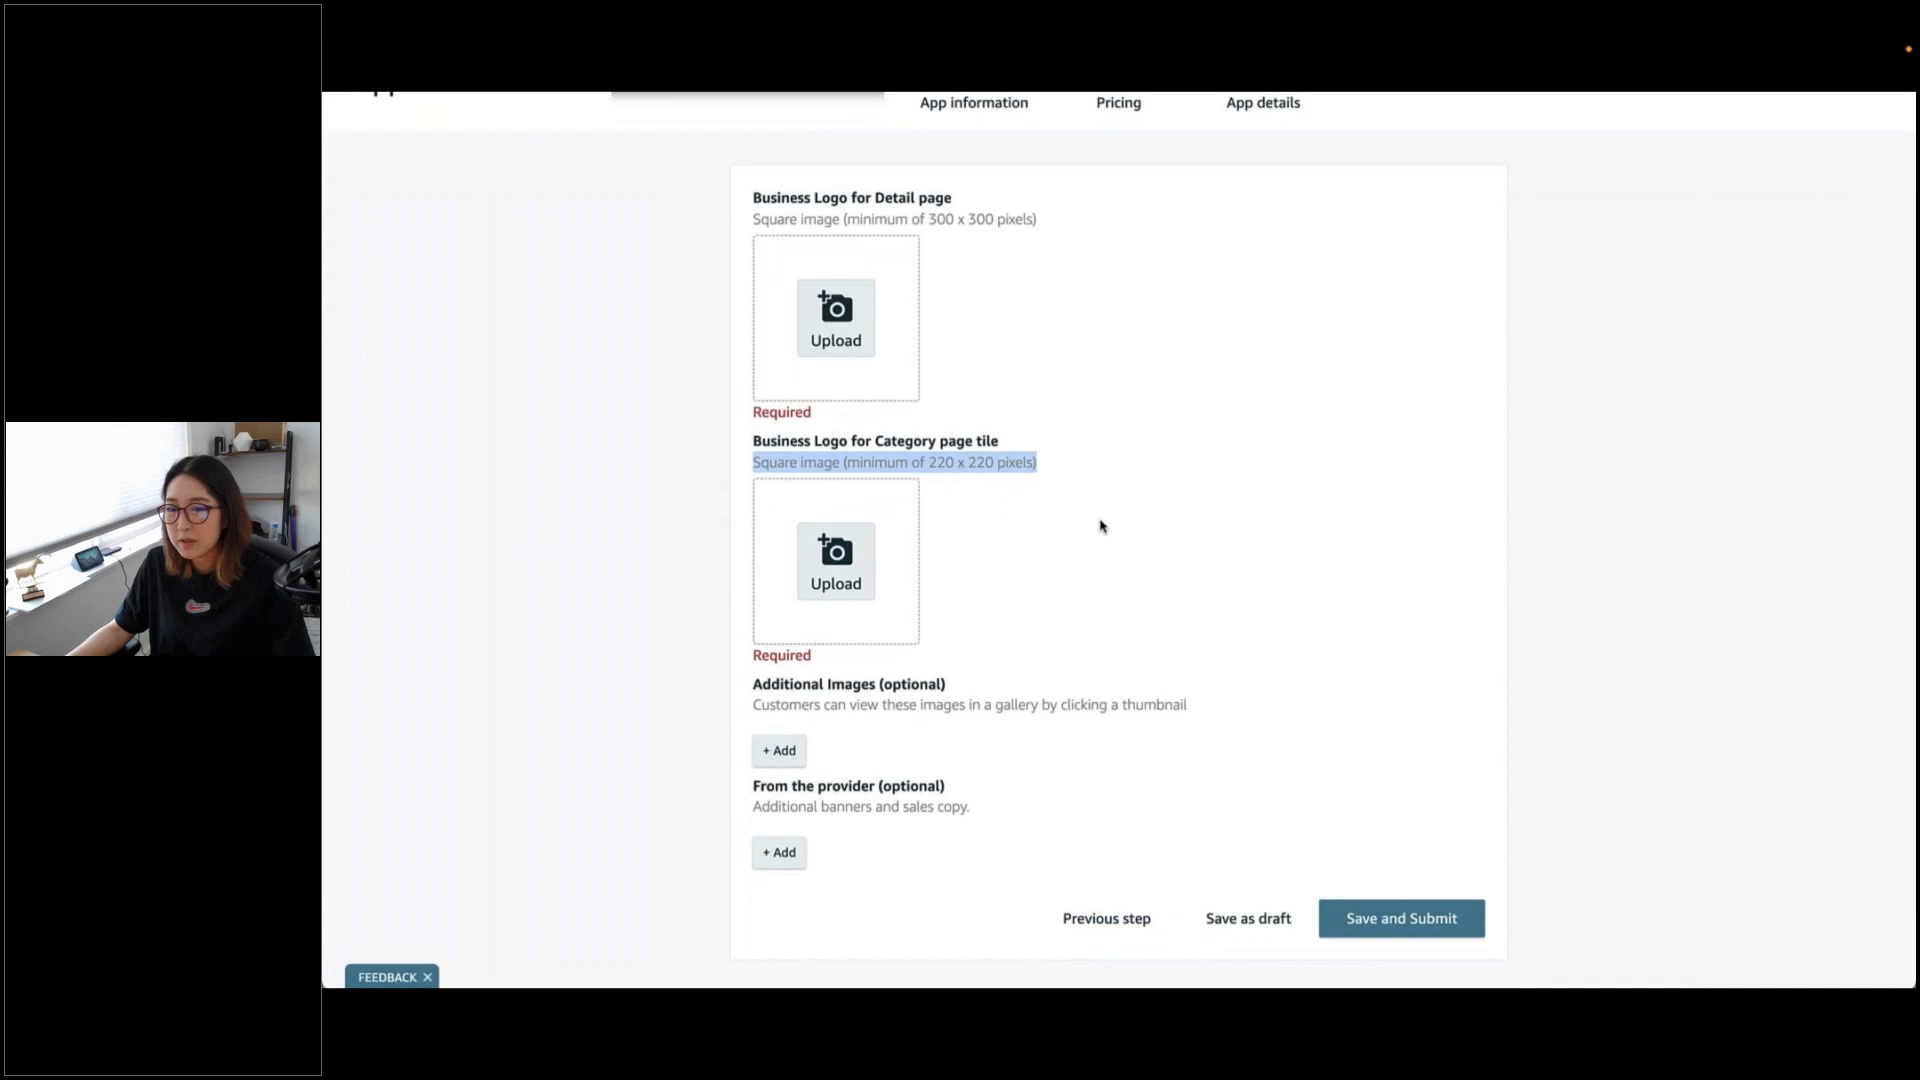 App information
Pricing
App details
Business Logo for Detail page
Square image (minimum of 300 x 300 pixels)
Upload
Required
Business Logo for Category page tile
Square image (minimum of 220 x 220 pixels)
Upload
Required
Additional Images (optional)
Customers can view these images in a gallery by clicking a thumbnail
+ Add
From the provider (optional)
Additional banners and sales copy.
+ Add
Previous step
Save as draft
Save and Submit
FEEDBACK ×